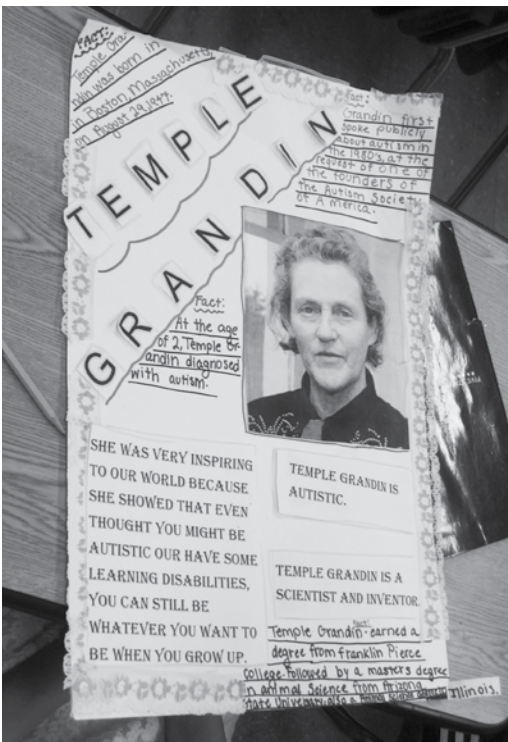 FACT:
Temple Gra-
ndin was born in
in Boston Masachusetts
on August 29, 1947.
TEMPLE
GRANDIN
Fact:
Grandin first
spoke publicly
about autism in
the 1980's, at the
request of one of
the founders of
the Autism Society
of America.
Fact:
At the age
of 2, Temple Gr-
andin diagnosed
with autism.
SHE WAS VERY INSPIRING
TO OUR WORLD BECAUSE
SHE SHOWED THAT EVEN
THOUGHT YOU MIGHT BE
AUTISTIC OUR HAVE SOME
LEARNING DISABILITIES,
YOU CAN STILL BE
WHATEVER YOU WANT TO
BE WHEN YOU GROW UP.
TEMPLE GRANDIN IS
AUTISTIC.
TEMPLE GRANDIN IS A
SCIENTIST AND INVENTOR
fact:
Temple Grandin earned a
degree from franklin Pierce
college. followed by a masters degree
in animal Science from Arizona
State University, also a Animal science Illinois.